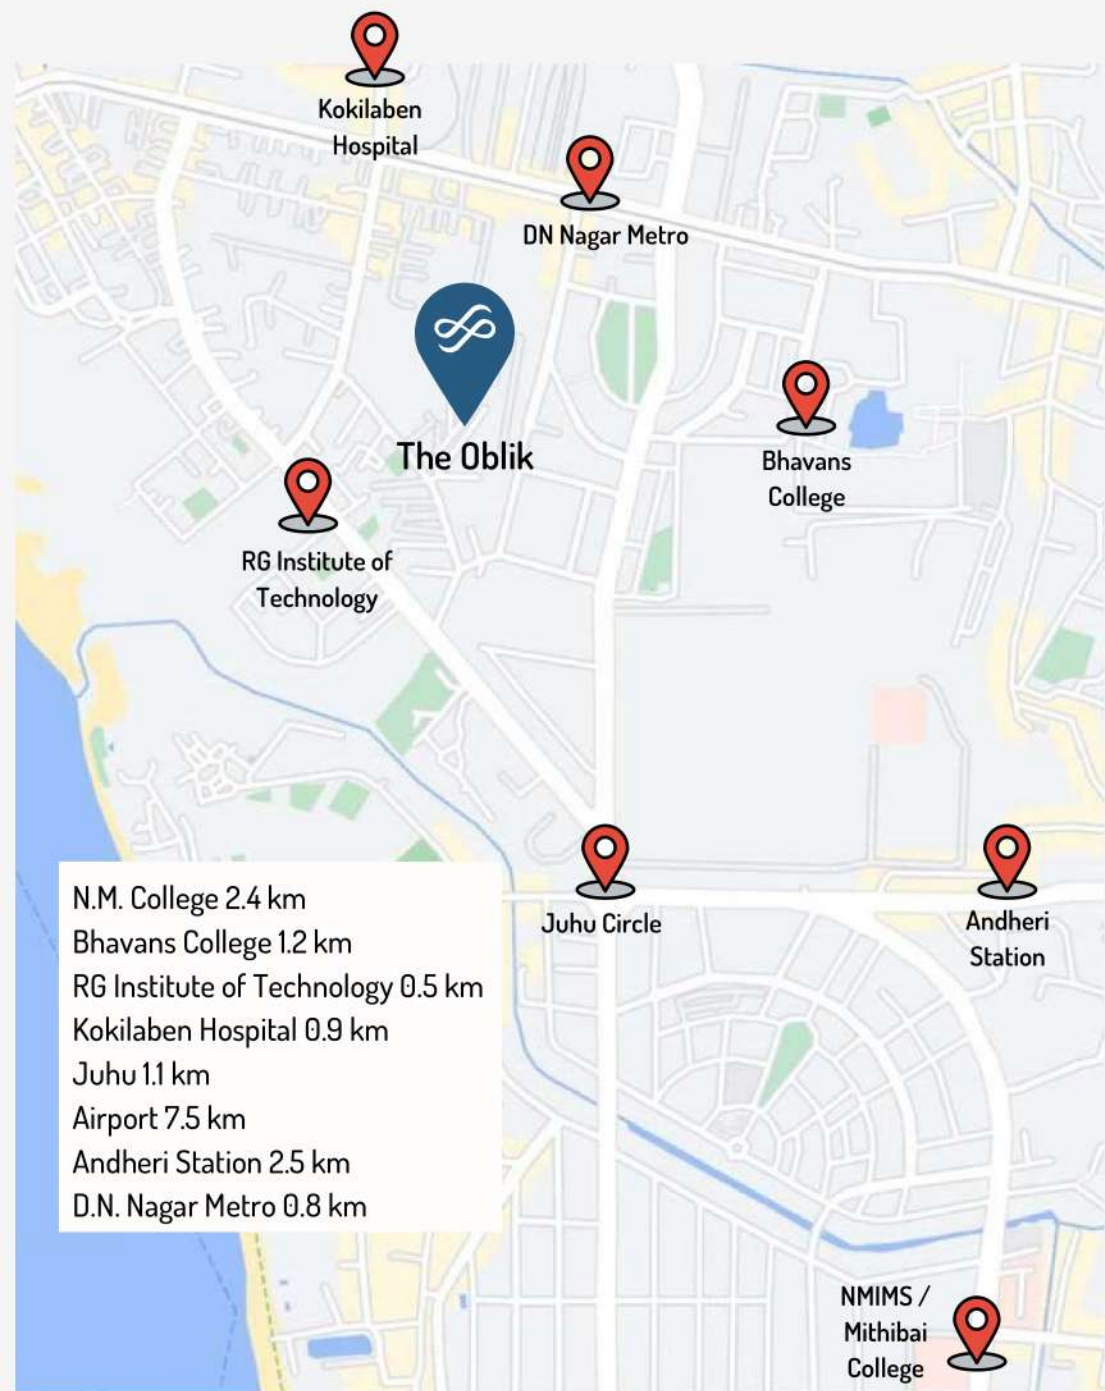 Kokilaben
Hospital
DN Nagar Metro
The Oblik
Bhavans
College
RG Institute of
Technology
Juhu Circle
Andheri
Station
N.M. College 2.4 km
Bhavans College 1.2 km
RG Institute of Technology 0.5 km
Kokilaben Hospital 0.9 km
Juhu 1.1 km
Airport 7.5 km
Andheri Station 2.5 km
D.N. Nagar Metro 0.8 km
NMIMS /
Mithibai
College